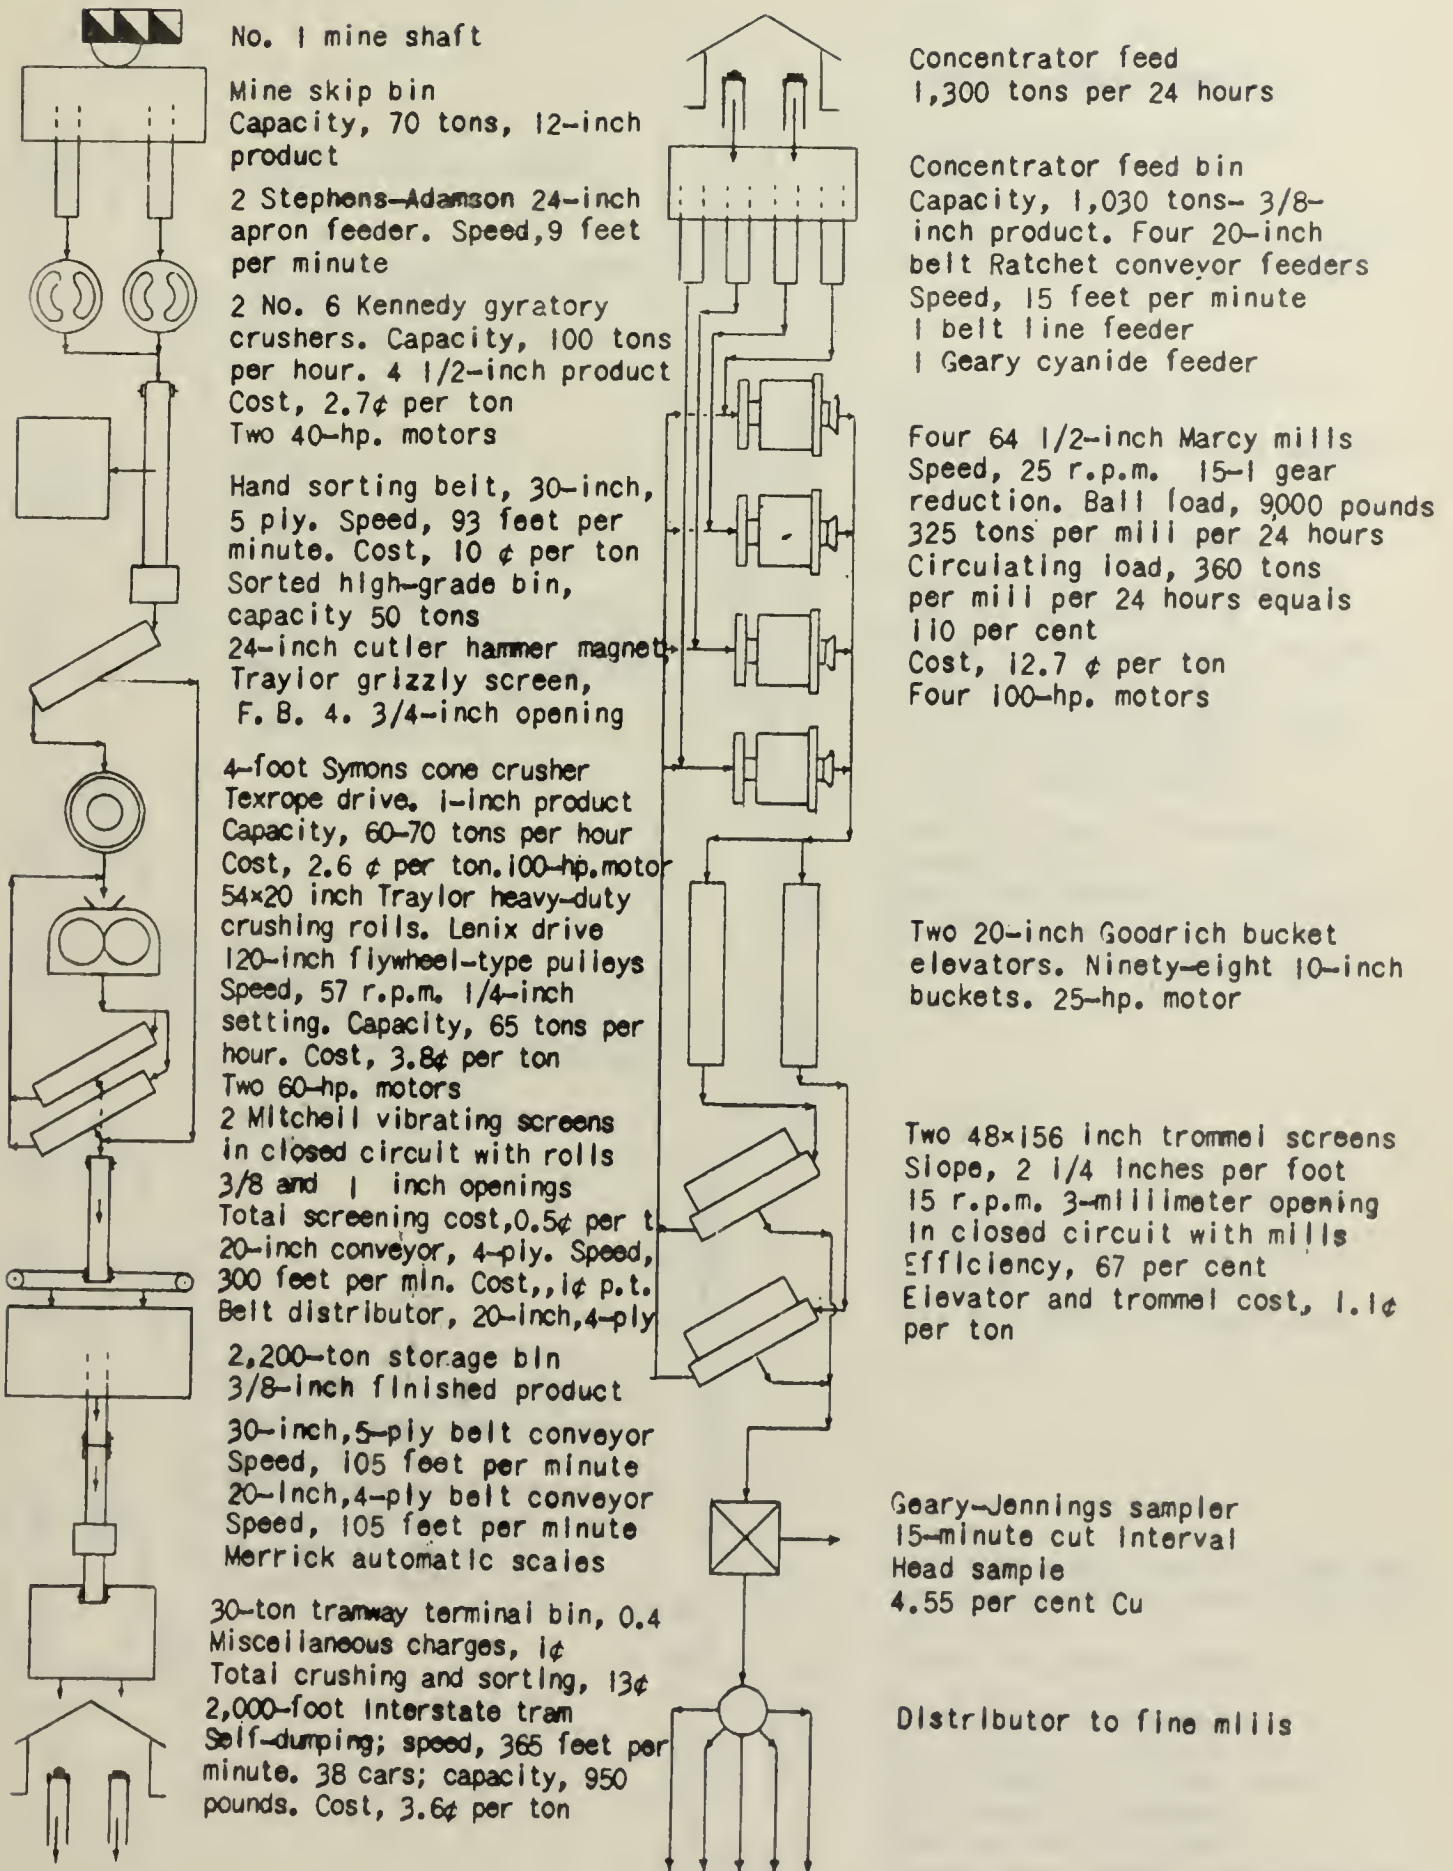 No. 1 mine shaft
Mine skip bin
Capacity, 70 tons, 12-inch
product
2 Stephens-Adamson 24-inch
apron feeder. Speed,9 feet
per minute
2 No. 6 Kennedy gyratory
crushers. Capacity, 100 tons
per hour. 4 1/2-inch product
Cost, 2.7¢ per ton
Two 40-hp. motors
Hand sorting belt, 30-inch,
5 ply. Speed, 93 feet per
minute. Cost, 10 ¢ per ton
Sorted high-grade bin,
capacity 50 tons
24-inch cutler hammer magnet,
Traylor grizzly screen,
F. B. 4. 3/4-inch opening
4-foot Symons cone crusher
Texrope drive. 1-inch product
Capacity, 60-70 tons per hour
Cost, 2.6 ¢ per ton.100-hp.motor
54x20 inch Traylor heavy-duty
crushing rolls. Lenix drive
120-inch flywheel-type pulleys
Speed, 57 r.p.m. 1/4-inch
setting. Capacity, 65 tons per
hour. Cost, 3.8¢ per ton
Two 60-hp. motors
2 Mitchell vibrating screens
in closed circuit with rolls
3/8 and 1 inch openings
Total screening cost,0.5¢ per t.
20-inch conveyor, 4-ply. Speed,
300 feet per min. Cost,,1¢ p.t.
Belt distributor, 20-inch,4-ply
2,200-ton storage bin
3/8-inch finished product
30-inch,5-ply belt conveyor
Speed, 105 feet per minute
20-inch,4-ply belt conveyor
Speed, 105 feet per minute
Merrick automatic scales
30-ton tramway terminal bin, 0.4
Miscellaneous charges, 1¢
Total crushing and sorting, 13¢
2,000-foot Interstate tram
Self-dumping; speed, 365 feet per
minute. 38 cars; capacity, 950
pounds. Cost, 3.6¢ per ton
Concentrator feed
1,300 tons per 24 hours
Concentrator feed bin
Capacity, 1,030 tons- 3/8-
inch product. Four 20-inch
belt Ratchet conveyor feeders
Speed, 15 feet per minute
1 belt line feeder
1 Geary cyanide feeder
Four 64 1/2-inch Marcy mills
Speed, 25 r.p.m. 15-1 gear
reduction. Ball load, 9,000 pounds
325 tons per mill per 24 hours
Circulating load, 360 tons
per mill per 24 hours equals
110 per cent
Cost, 12.7 ¢ per ton
Four 100-hp. motors
Two 20-inch Goodrich bucket
elevators. Ninety-eight 10-inch
buckets. 25-hp. motor
Two 48x156 inch trommel screens
Slope, 2 1/4 inches per foot
15 r.p.m. 3-millimeter opening
In closed circuit with mills
Efficiency, 67 per cent
Elevator and trommel cost, 1.1¢
per ton
Geary-Jennings sampler
15-minute cut interval
Head sample
4.55 per cent Cu
Distributor to fine mills